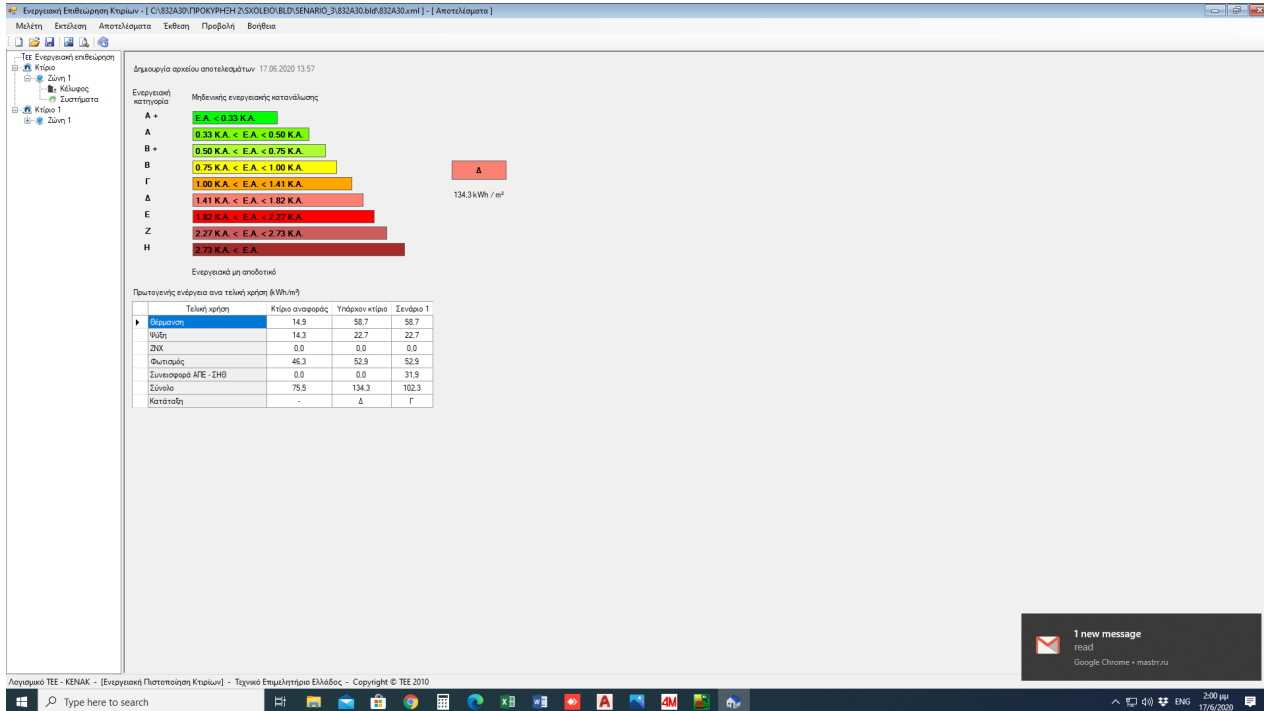 Ενεργειακή Επιθεώρηση Κτιρίων - [ C:\832A30\ΠΡΟΚΥΡΗΞΗ 2\SXOLEIO\BLD\SENARIO_3\832A30.bld\832A30.xml ] - [ Αποτελέσματα ]
Μελέτη Εκτέλεση Αποτελέσματα Έκθεση Προβολή Βοήθεια
ΤΕΕ Ενεργειακή επιθεώρηση
Κτίριο
Ζώνη 1
Κέλυφος
Συστήματα
Κτίριο 1
Ζώνη 1
Δημιουργία αρχείου αποτελεσμάτων 17.06.2020 13.57
Ενεργειακή κατηγορία
Μηδενικής ενεργειακής κατανάλωσης
A + Ε.Α. < 0.33 Κ.Α.
A 0.33 Κ.Α. < Ε.Α. < 0.50 Κ.Α.
B + 0.50 Κ.Α. < Ε.Α. < 0.75 Κ.Α.
B 0.75 Κ.Α. < Ε.Α. < 1.00 Κ.Α.
Γ 1.00 Κ.Α. < Ε.Α. < 1.41 Κ.Α.
Δ 1.41 Κ.Α. < Ε.Α. < 1.82 Κ.Α.
E 1.82 Κ.Α. < Ε.Α. < 2.27 Κ.Α.
Z 2.27 Κ.Α. < Ε.Α. < 2.73 Κ.Α.
H 2.73 Κ.Α. < Ε.Α.
Δ
134,3 kWh / m²
Ενεργειακά μη αποδοτικό
Πρωτογενής ενέργεια ανα τελική χρήση (kWh/m²)
Τελική χρήση Κτίριο αναφοράς Υπάρχον κτίριο Σενάριο 1
Θέρμανση 14,9 58,7 58,7
Ψύξη 14,3 22,7 22,7
ΖΝΧ 0,0 0,0 0,0
Φωτισμός 46,3 52,9 52,9
Συνεισφορά ΑΠΕ - ΣΗΘ 0,0 0,0 31,9
Σύνολο 75,5 134,3 102,3
Κατάταξη - Δ Γ
1 new message
read
Google Chrome • mastrr.ru
Λογισμικό ΤΕΕ - ΚΕΝΑΚ - [Ενεργειακή Πιστοποίηση Κτιρίων] - Τεχνικό Επιμελητήριο Ελλάδος - Copyright © ΤΕΕ 2010
Type here to search
4M
ENG
2:00 μμ
17/6/2020